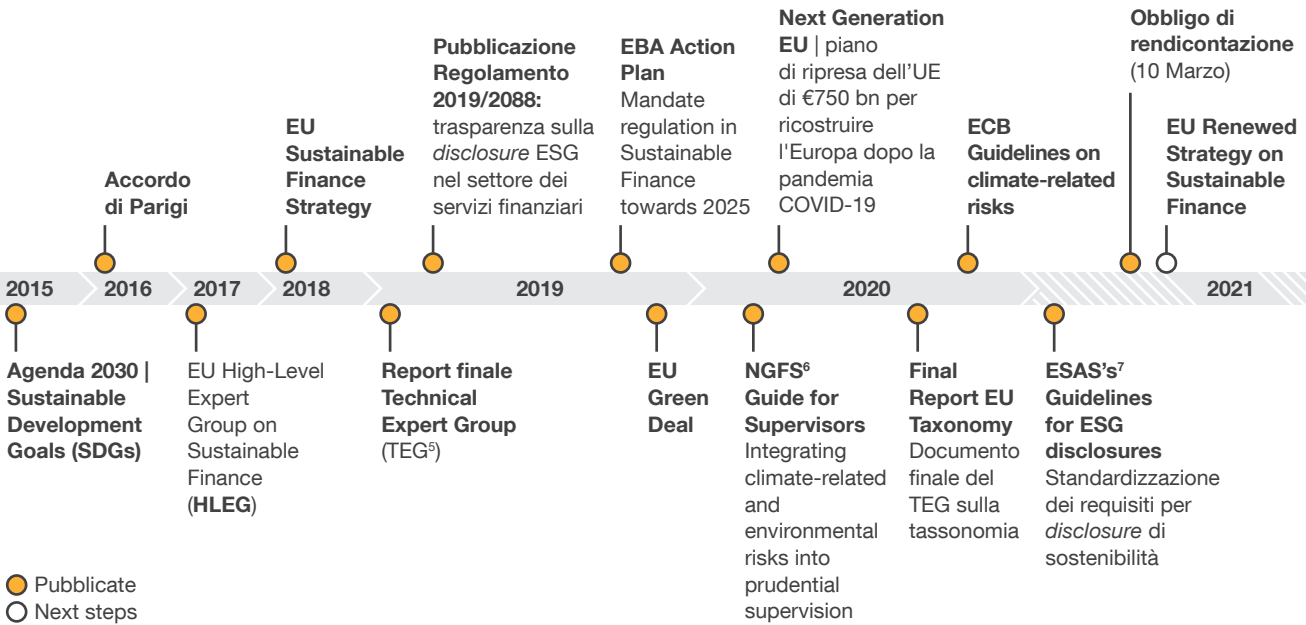 Accordo
di Parigi
EU
Sustainable
Finance
Strategy
Pubblicazione
Regolamento
2019/2088:
trasparenza sulla
disclosure ESG
nel settore dei
servizi finanziari
EBA Action
Plan
Mandate
regulation in
Sustainable
Finance
towards 2025
Next Generation
EU | piano
di ripresa dell’UE
di €750 bn per
ricostruire
l'Europa dopo la
pandemia
COVID-19
ECB
Guidelines on
climate-related
risks
Obbligo di
rendicontazione
(10 Marzo)
EU Renewed
Strategy on
Sustainable
Finance
2015
2016
2017
2018
2019
2020
2021
Agenda 2030 |
Sustainable
Development
Goals (SDGs)
EU High-Level
Expert
Group on
Sustainable
Finance
(HLEG)
Report finale
Technical
Expert Group
(TEG⁵)
EU
Green
Deal
NGFS⁶
Guide for
Supervisors
Integrating
climate-related
and
environmental
risks into
prudential
supervision
Final
Report EU
Taxonomy
Documento
finale del
TEG sulla
tassonomia
ESAS’s⁷
Guidelines
for ESG
disclosures
Standardizzazione
dei requisiti per
disclosure di
sostenibilità
Pubblicate
Next steps